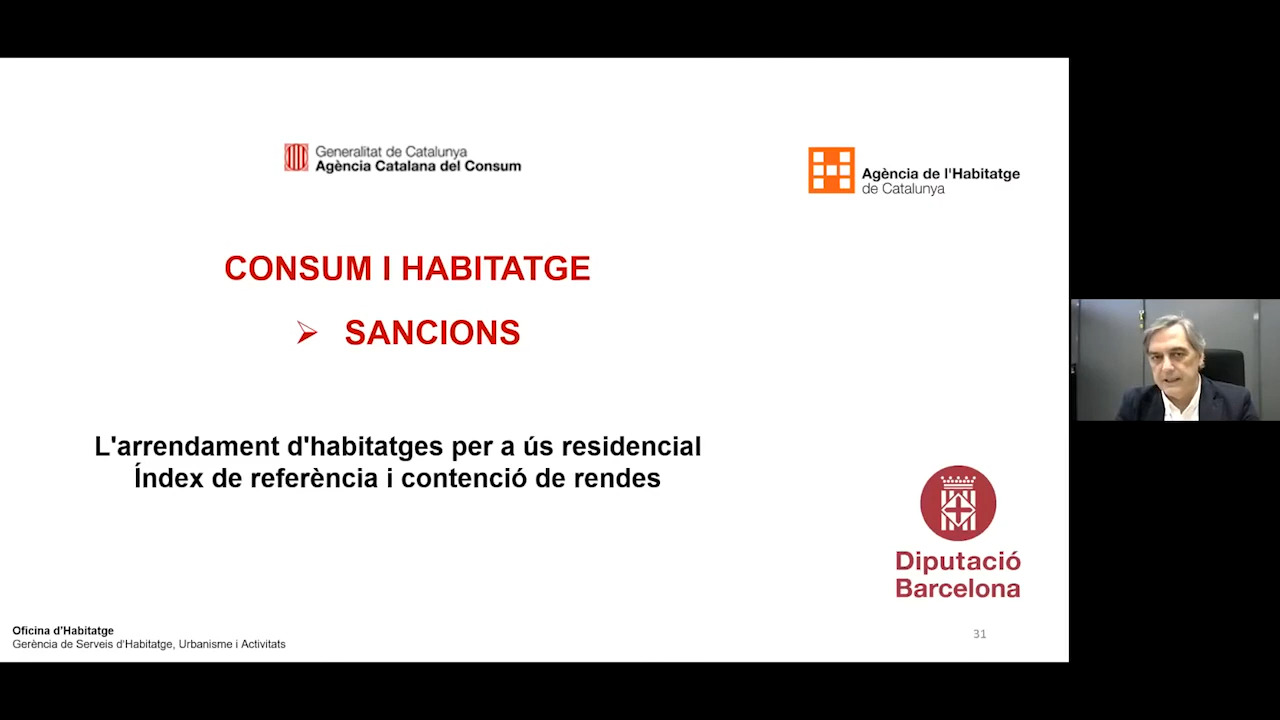 Generalitat de Catalunya
Agència Catalana del Consum
Agència de l'Habitatge
de Catalunya
CONSUM I HABITATGE
SANCIONS
L'arrendament d'habitatges per a ús residencial
Índex de referència i contenció de rendes
Diputació
Barcelona
Oficina d'Habitatge
Gerència de Serveis d'Habitatge, Urbanisme i Activitats
31